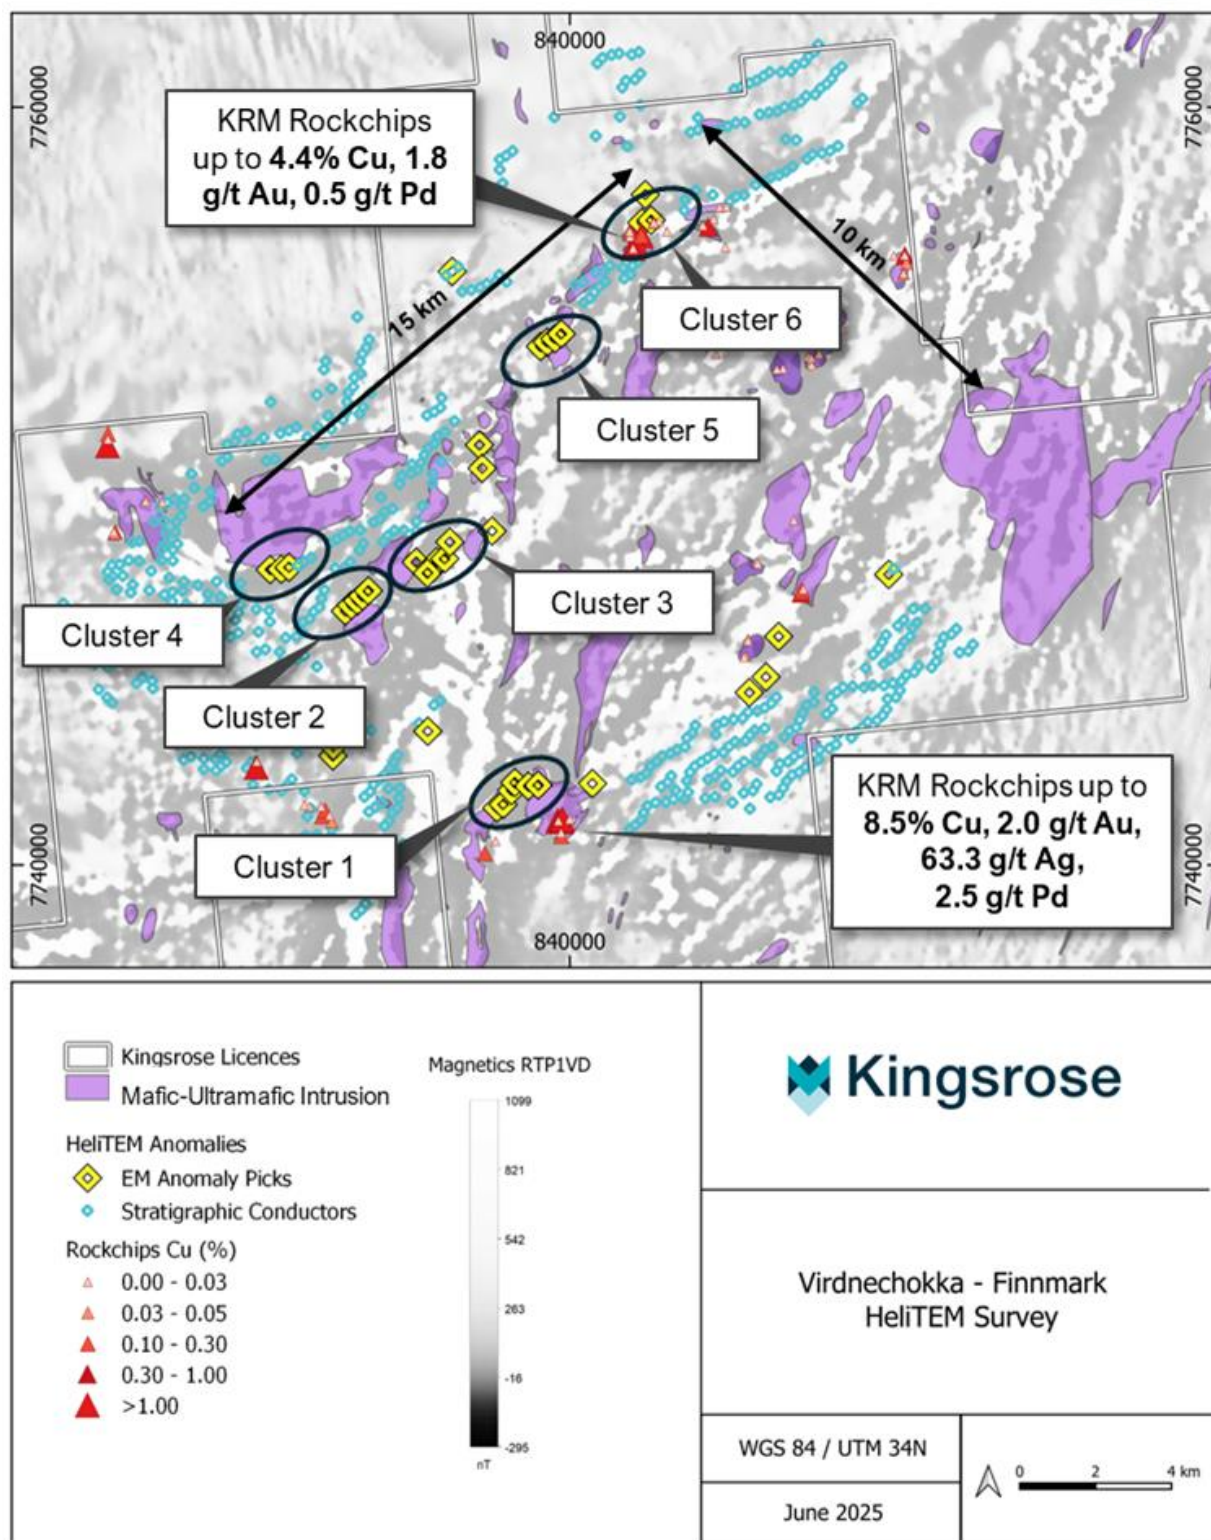 840000
7760000
7760000
KRM Rockchips
up to 4.4% Cu, 1.8
g/t Au, 0.5 g/t Pd
10 km
15 km
Cluster 6
Cluster 5
Cluster 3
Cluster 4
Cluster 2
Cluster 1
KRM Rockchips up to
8.5% Cu, 2.0 g/t Au,
63.3 g/t Ag,
2.5 g/t Pd
7740000
7740000
840000
Kingsrose Licences
Mafic-Ultramafic Intrusion
HeliTEM Anomalies
EM Anomaly Picks
Stratigraphic Conductors
Rockchips Cu (%)
0.00 - 0.03
0.03 - 0.05
0.10 - 0.30
0.30 - 1.00
>1.00
Magnetics RTP1VD
1099
821
542
263
-16
-295
nT
Kingsrose
Virdnechokka - Finnmark
HeliTEM Survey
WGS 84 / UTM 34N
June 2025
0 2 4 km